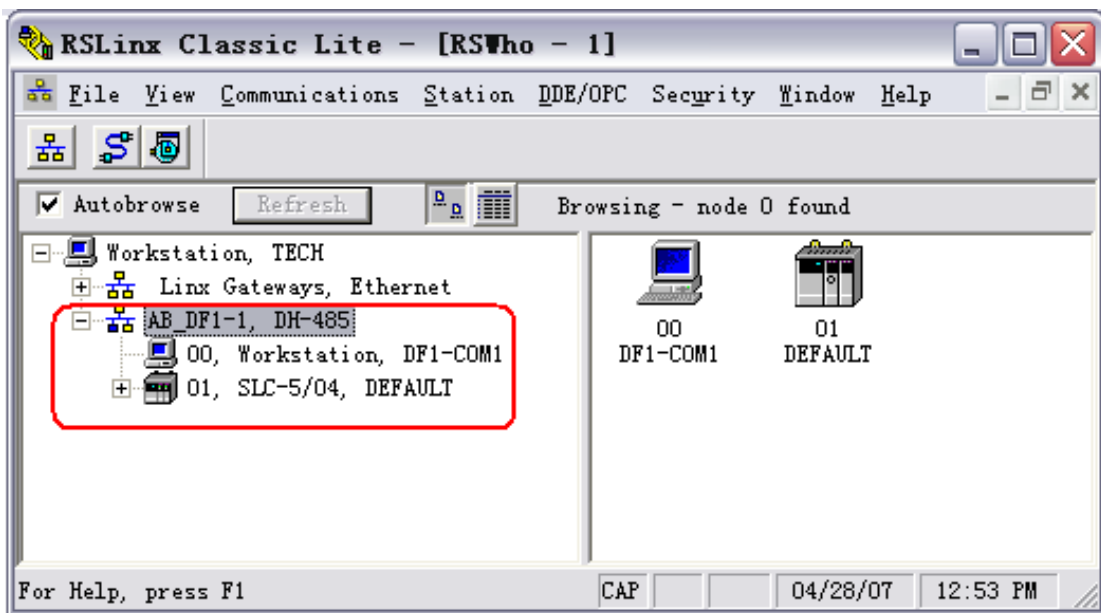 RSLinx Classic Lite - [RSWho - 1]
File View Communications Station DDE/OPC Security Window Help
Autobrowse Refresh Browsing - node 0 found
Workstation, TECH
Linx Gateways, Ethernet
AB_DF1-1, DH-485
00, Workstation, DF1-COM1
01, SLC-5/04, DEFAULT
00
DF1-COM1
01
DEFAULT
For Help, press F1 CAP 04/28/07 12:53 PM